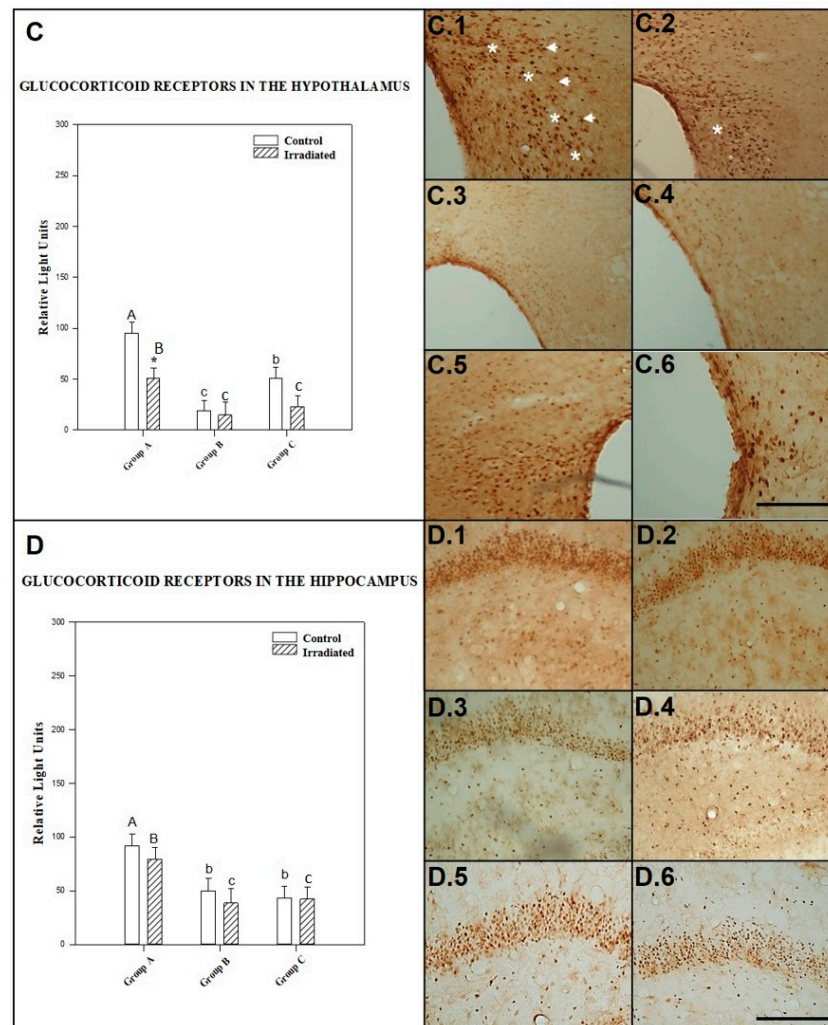 C
GLUCOCORTICOID RECEPTORS IN THE HYPOTHALAMUS
Control
Irradiated
Relative Light Units
300
250
200
150
100
50
0
A
B
*
c
C
b
C
Group A
Group B
Group C
C.1
* * * *
C.2
*
C.3
C.4
C.5
C.6
D
GLUCOCORTICOID RECEPTORS IN THE HIPPOCAMPUS
Control
Irradiated
Relative Light Units
300
250
200
150
100
50
0
A
B
b
c
b
C
Group A
Group B
Group C
D.1
D.2
D.3
D.4
D.5
D.6